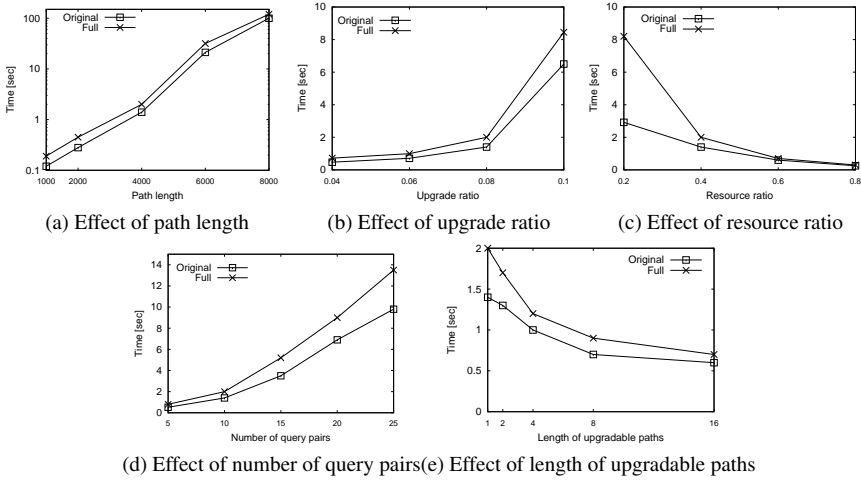 100
10
1
0.1
Time [sec]
Original
Full
1000 2000 4000 6000 8000
Path length
(a) Effect of path length
10
8
6
4
2
0
Time [sec]
Original
Full
0.04 0.06 0.08 0.1
Upgrade ratio
(b) Effect of upgrade ratio
10
8
6
4
2
0
Time [sec]
Original
Full
0.2 0.4 0.6 0.8
Resource ratio
(c) Effect of resource ratio
14
12
10
8
6
4
2
0
Time [sec]
Original
Full
5 10 15 20 25
Number of query pairs
(d) Effect of number of query pairs
2
1.5
1
0.5
0
Time [sec]
Original
Full
1 2 4 8 16
Length of upgradable paths
(e) Effect of length of upgradable paths